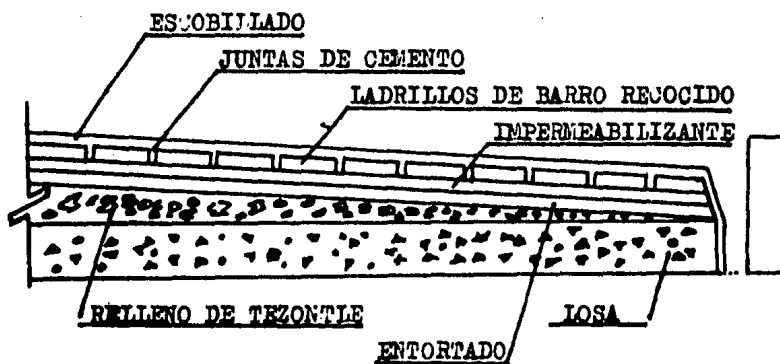 ESCOBILLADO
JUNTAS DE CEMENTO
LADRILLOS DE BARRO RECOCIDO
IMPERMEABILIZANTE
RELLENO DE TEZONTLE
LOSA
ENTORTADO